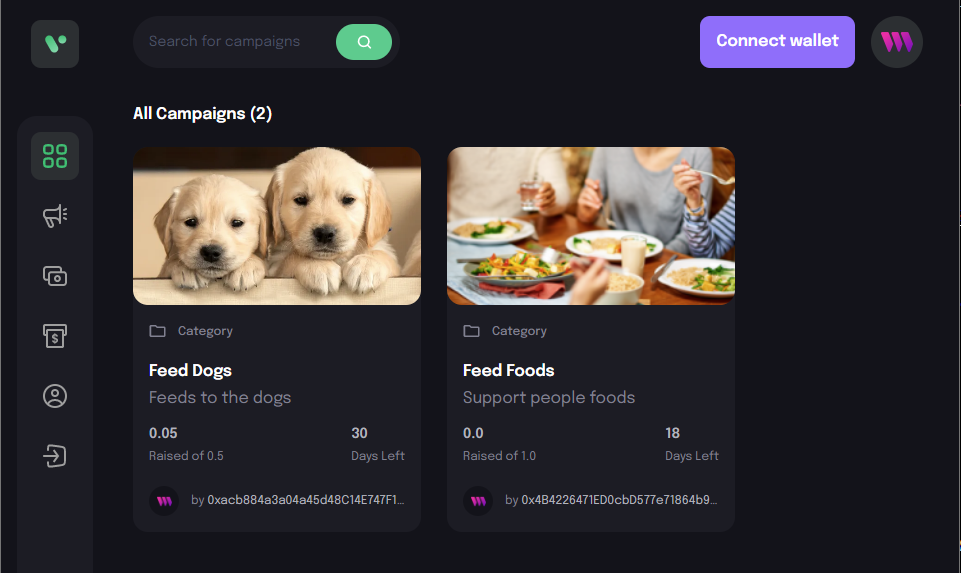 Search for campaigns
Connect wallet
All Campaigns (2)
Category
Feed Dogs
Feeds to the dogs
0.05
30
Raised of 0.5
Days Left
by 0xacb884a3a04a45d48C14E747F1...
Category
Feed Foods
Support people foods
0.0
18
Raised of 1.0
Days Left
by 0x4B4226471ED0cbD577e71864b9...